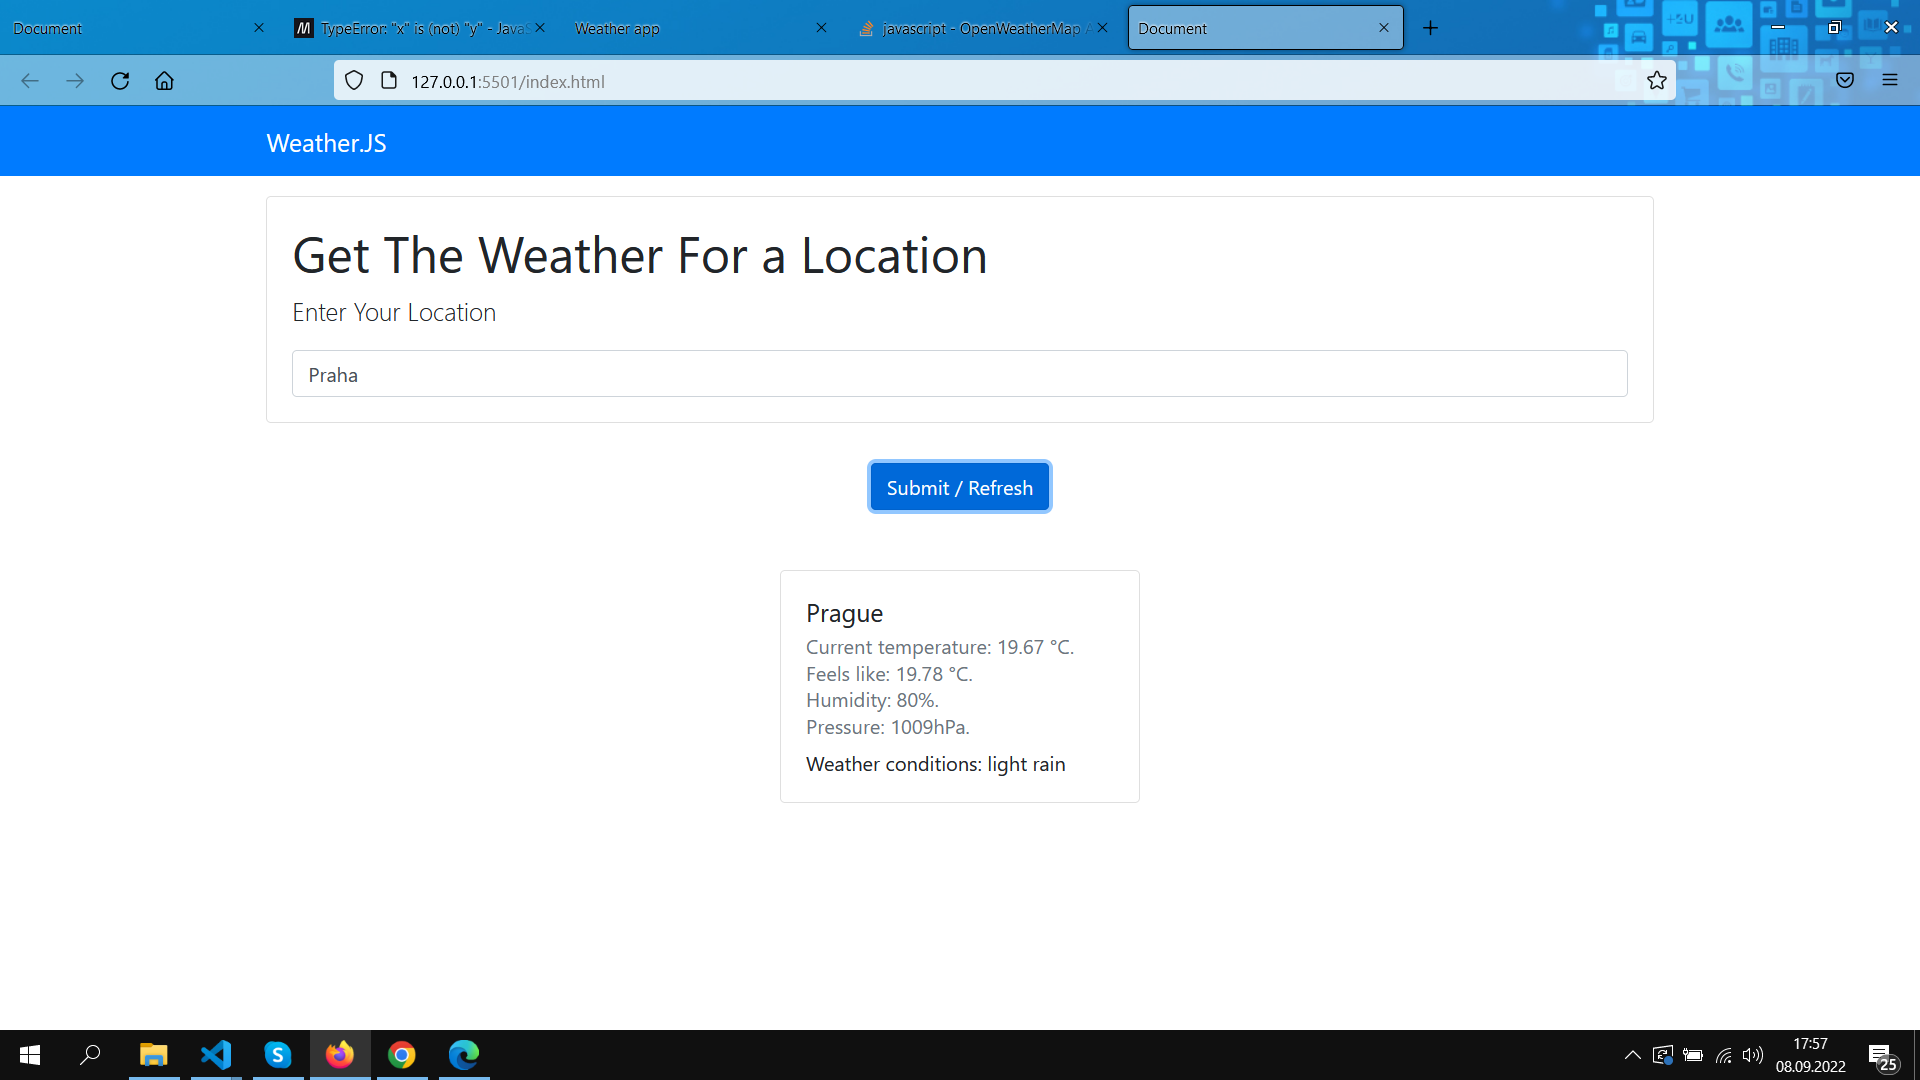 Document
TypeError: "x" is (not) "y" - JavaS
Weather app
javascript - OpenWeatherMap A
Document
127.0.0.1:5501/index.html
Weather.JS
Get The Weather For a Location
Enter Your Location
Praha
Submit / Refresh
Prague
Current temperature: 19.67 °C.
Feels like: 19.78 °C.
Humidity: 80%.
Pressure: 1009hPa.
Weather conditions: light rain
17:57
08.09.2022
25